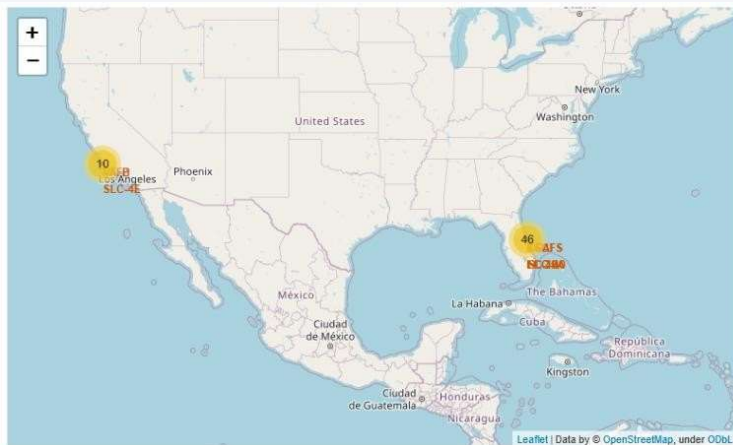 +
−
United States
New York
Washington
10
Los Angeles
SLC-4E
Phoenix
46
The Bahamas
La Habana
Cuba
México
Ciudad
de México
República
Dominicana
Kingston
Ciudad
de Guatemala
Honduras
Nicaragua
Leaflet | Data by © OpenStreetMap, under ODbL